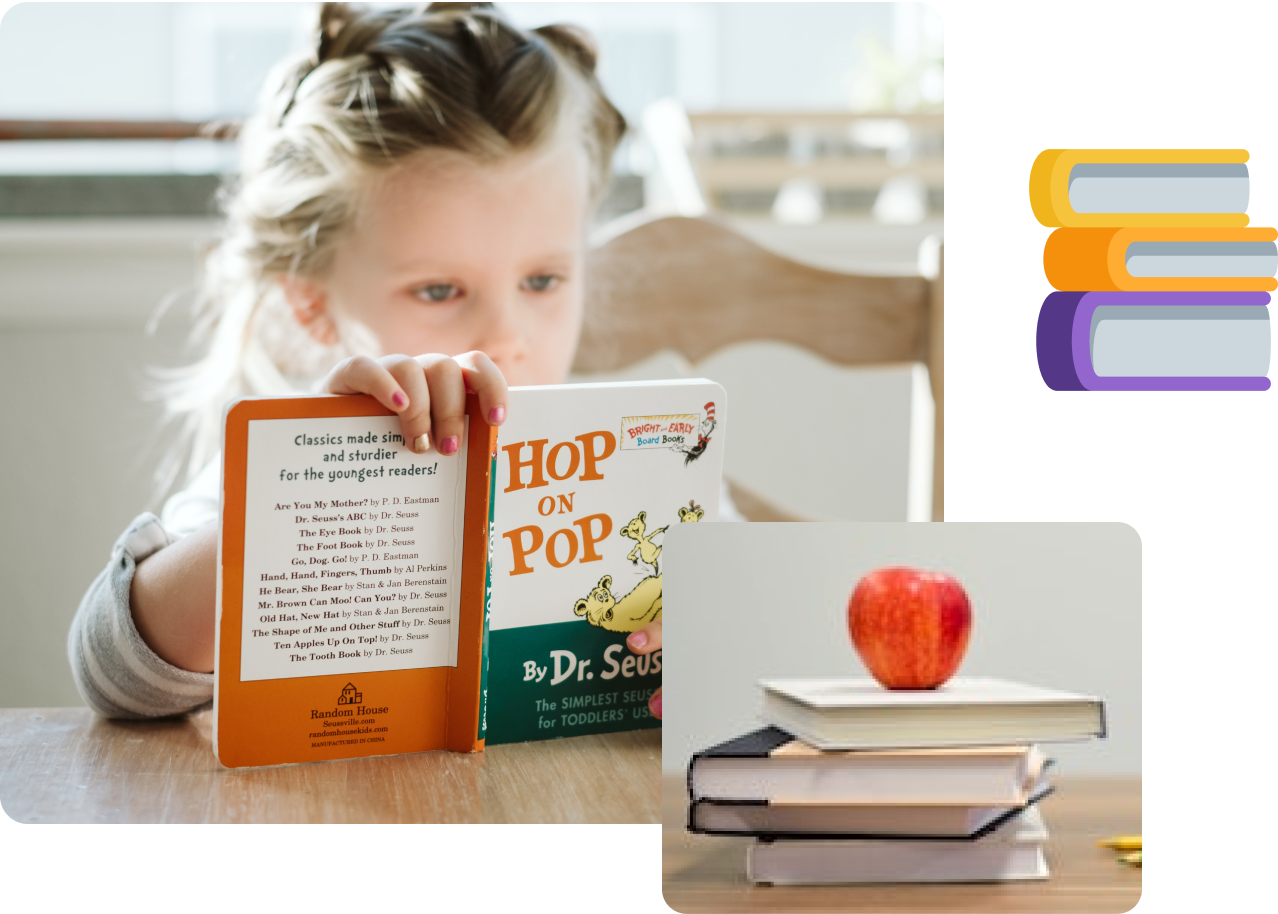 Classics made sim
and sturdier
for the youngest readers!
Are You My Mother? by P. D. Eastman
Dr. Seuss's ABC by Dr. Seuss
The Eye Book by Dr. Seuss
The Foot Book by Dr. Seuss
Go, Dog. Go! by P. D. Eastman
Hand, Hand, Fingers, Thumb by Al Perkins
He Bear, She Bear by Stan & Jan Berenstain
Mr. Brown Can Moo! Can You? by Dr. Seuss
Old Hat, New Hat by Stan & Jan Berenstain
The Shape of Me and Other Stuff by Dr. Seuss
Ten Apples Up On Top! by Dr. Seuss
The Tooth Book by Dr. Seuss
Random House
Seussville.com
randomhousekids.com
MANUFACTURED IN CHINA
BRIGHT and EARLY
Board Books
HOP
ON
POP
By Dr. Seus
The SIMPLEST SEUS
for TODDLERS' US